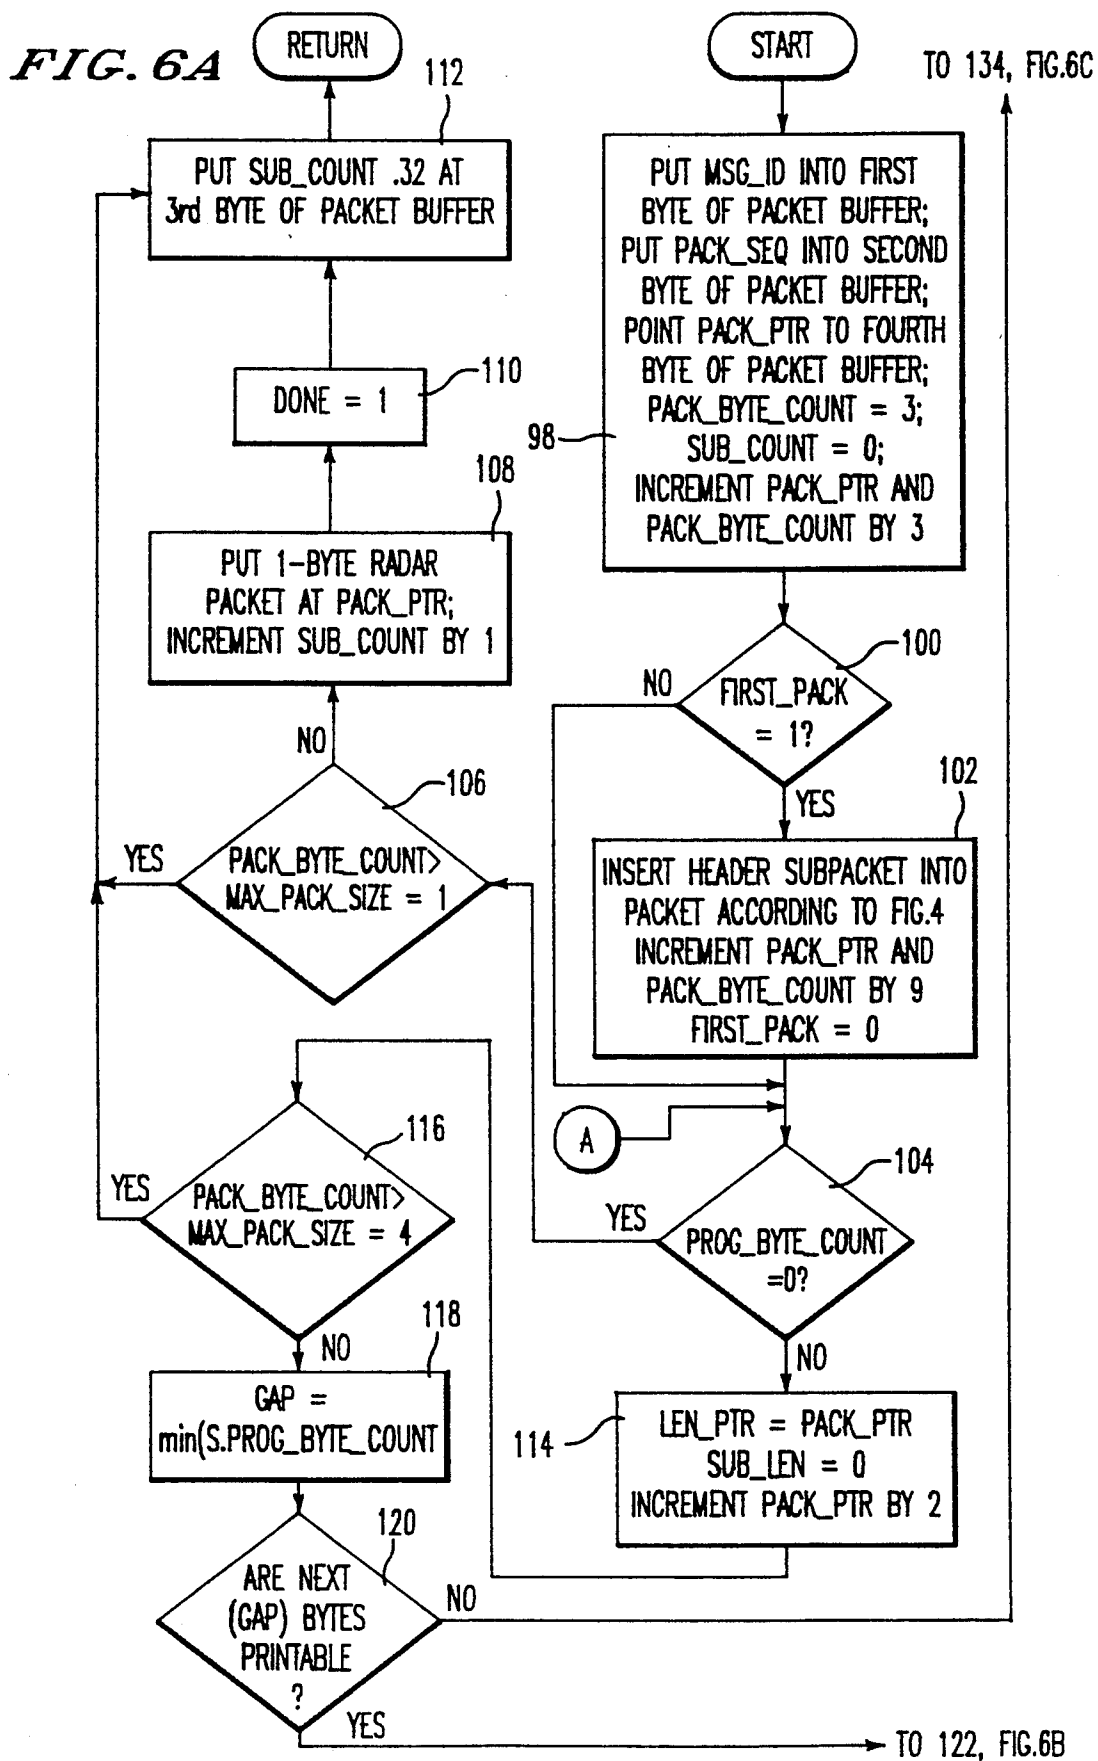 FIG. 6A
RETURN
112
PUT SUB_COUNT .32 AT
3rd BYTE OF PACKET BUFFER
110
DONE = 1
108
PUT 1-BYTE RADAR
PACKET AT PACK_PTR;
INCREMENT SUB_COUNT BY 1
NO
106
YES
PACK_BYTE_COUNT>
MAX_PACK_SIZE = 1
116
YES
PACK_BYTE_COUNT>
MAX_PACK_SIZE = 4
NO
118
GAP =
min(S.PROG_BYTE_COUNT
120
ARE NEXT
(GAP) BYTES
PRINTABLE
?
NO
YES
START
TO 134, FIG.6C
PUT MSG_ID INTO FIRST
BYTE OF PACKET BUFFER;
PUT PACK_SEQ INTO SECOND
BYTE OF PACKET BUFFER;
POINT PACK_PTR TO FOURTH
BYTE OF PACKET BUFFER;
PACK_BYTE_COUNT = 3;
SUB_COUNT = 0;
INCREMENT PACK_PTR AND
PACK_BYTE_COUNT BY 3
98
100
NO
FIRST_PACK
= 1?
YES
102
INSERT HEADER SUBPACKET INTO
PACKET ACCORDING TO FIG.4
INCREMENT PACK_PTR AND
PACK_BYTE_COUNT BY 9
FIRST_PACK = 0
A
104
YES
PROG_BYTE_COUNT
=0?
NO
114
LEN_PTR = PACK_PTR
SUB_LEN = 0
INCREMENT PACK_PTR BY 2
TO 122, FIG.6B